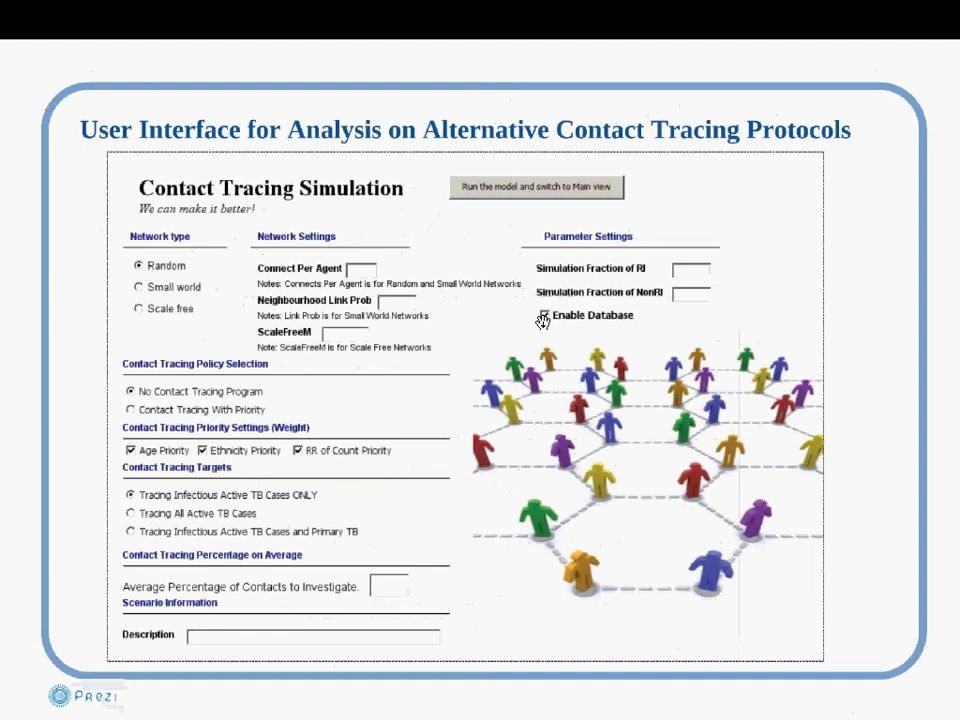 User Interface for Analysis on Alternative Contact Tracing Protocols
Contact Tracing Simulation
Run the model and switch to Main view
We can make it better!
Network type
Network Settings
Parameter Settings
Random
Small world
Scale free
Connect Per Agent
Notes: Connects Per Agent is for Random and Small World Networks
Neighbourhood Link Prob
Notes: Link Prob is for Small World Networks
ScaleFreeM
Note: ScaleFreeM is for Scale Free Networks
Simulation Fraction of RI
Simulation Fraction of NonRI
Enable Database
Contact Tracing Policy Selection
No Contact Tracing Program
Contact Tracing With Priority
Contact Tracing Priority Settings (Weight)
Age Priority Ethnicity Priority RR of Count Priority
Contact Tracing Targets
Tracing Infectious Active TB Cases ONLY
Tracing All Active TB Cases
Tracing Infectious Active TB Cases and Primary TB
Contact Tracing Percentage on Average
Average Percentage of Contacts to Investigate.
Scenario Information
Description
Prezi